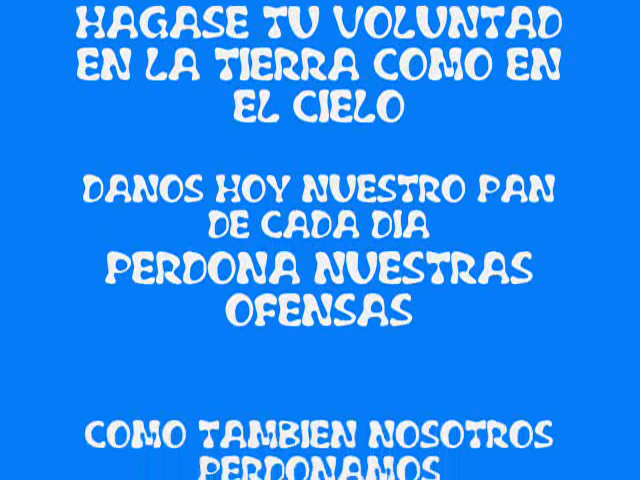 HAGASE TU VOLUNTAD
EN LA TIERRA COMO EN
EL CIELO
DANOS HOY NUESTRO PAN
DE CADA DIA
PERDONA NUESTRAS
OFENSAS
COMO TAMBIEN NOSOTROS
PERDONAMOS